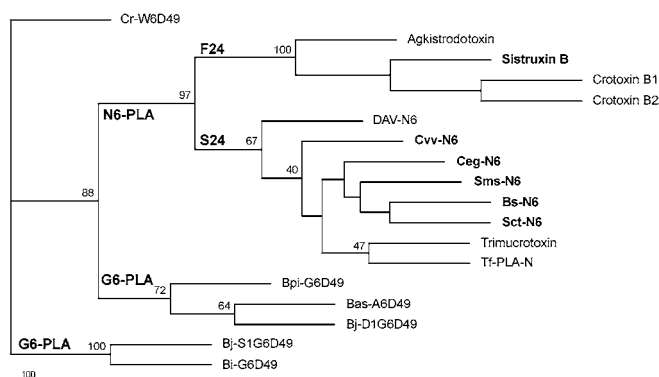 Cr-W6D49
Agkistrodotoxin
100
F24
Sistruxin B
Crotoxin B1
97
Crotoxin B2
N6-PLA
DAV-N6
S24
67
Cvv-N6
Ceg-N6
40
Sms-N6
88
Bs-N6
Sct-N6
47
Trimucrotoxin
Tf-PLA-N
G6-PLA
Bpi-G6D49
72
Bas-A6D49
64
Bj-D1G6D49
G6-PLA
100
Bj-S1G6D49
Bi-G6D49
100